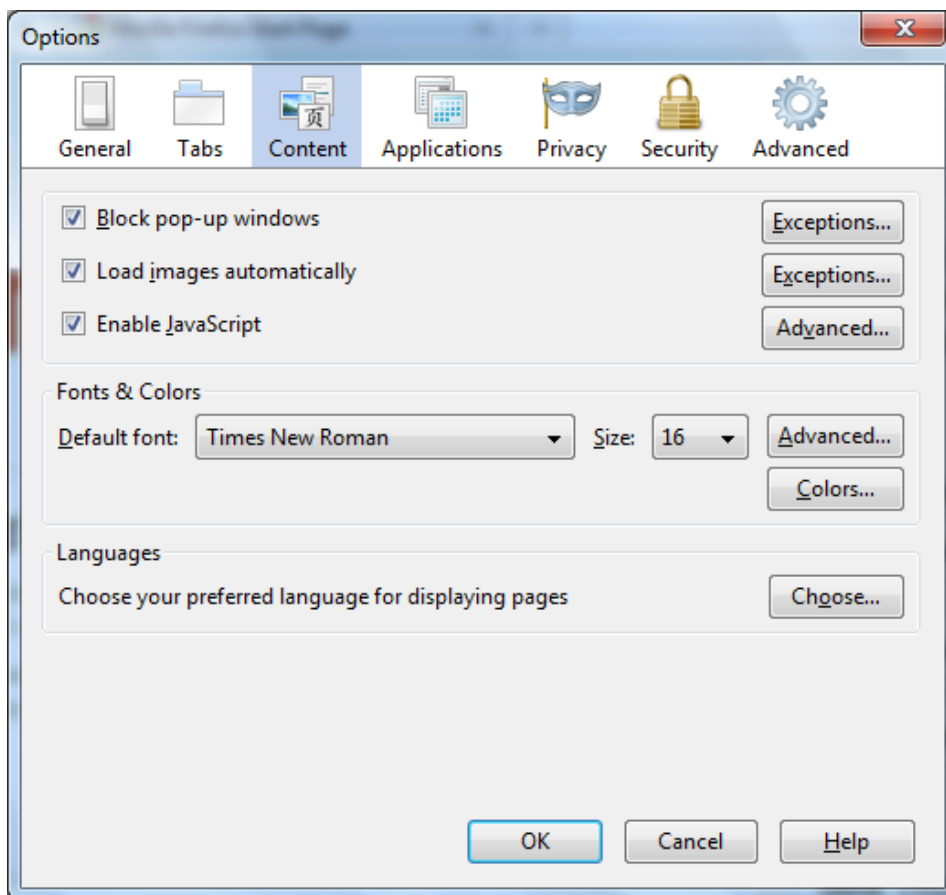 Options
General Tabs Content Applications Privacy Security Advanced
页
Block pop-up windows Exceptions...
Load images automatically Exceptions...
Enable JavaScript Advanced...
Fonts & Colors
Default font: Times New Roman Size: 16 Advanced...
Colors...
Languages
Choose your preferred language for displaying pages Choose...
OK Cancel Help